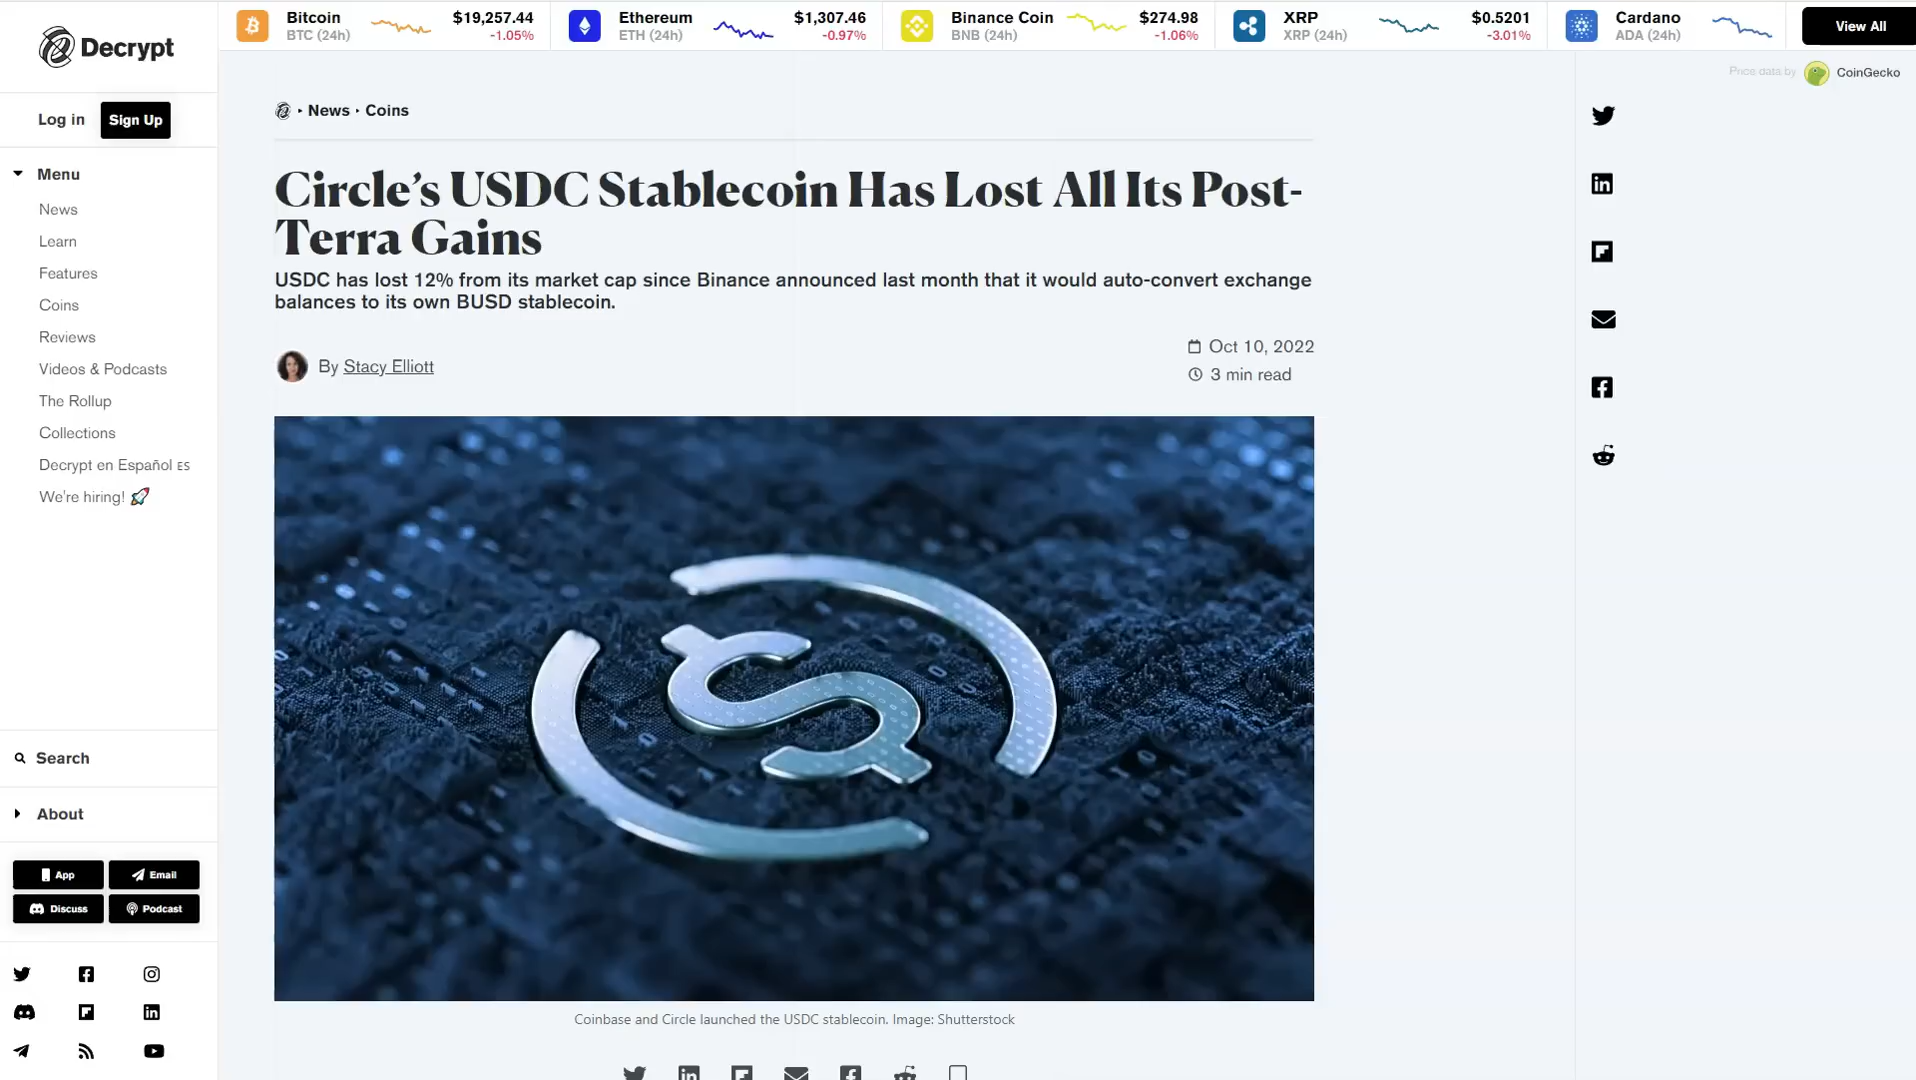 Decrypt
Bitcoin
BTC (24h)
$19,257.44
-1.05%
Ethereum
ETH (24h)
$1,307.46
-0.97%
Binance Coin
BNB (24h)
$274.98
-1.06%
XRP
XRP (24h)
$0.5201
-3.01%
Cardano
ADA (24h)
View All
Price data by
CoinGecko
Log in
Sign Up
Menu
News
Learn
Features
Coins
Reviews
Videos & Podcasts
The Rollup
Collections
Decrypt en Español ES
We're hiring!
Search
About
App
Email
Discuss
Podcast
News
Coins
Circle’s USDC Stablecoin Has Lost All Its Post-
Terra Gains
USDC has lost 12% from its market cap since Binance announced last month that it would auto-convert exchange
balances to its own BUSD stablecoin.
By Stacy Elliott
Oct 10, 2022
3 min read
Coinbase and Circle launched the USDC stablecoin. Image: Shutterstock